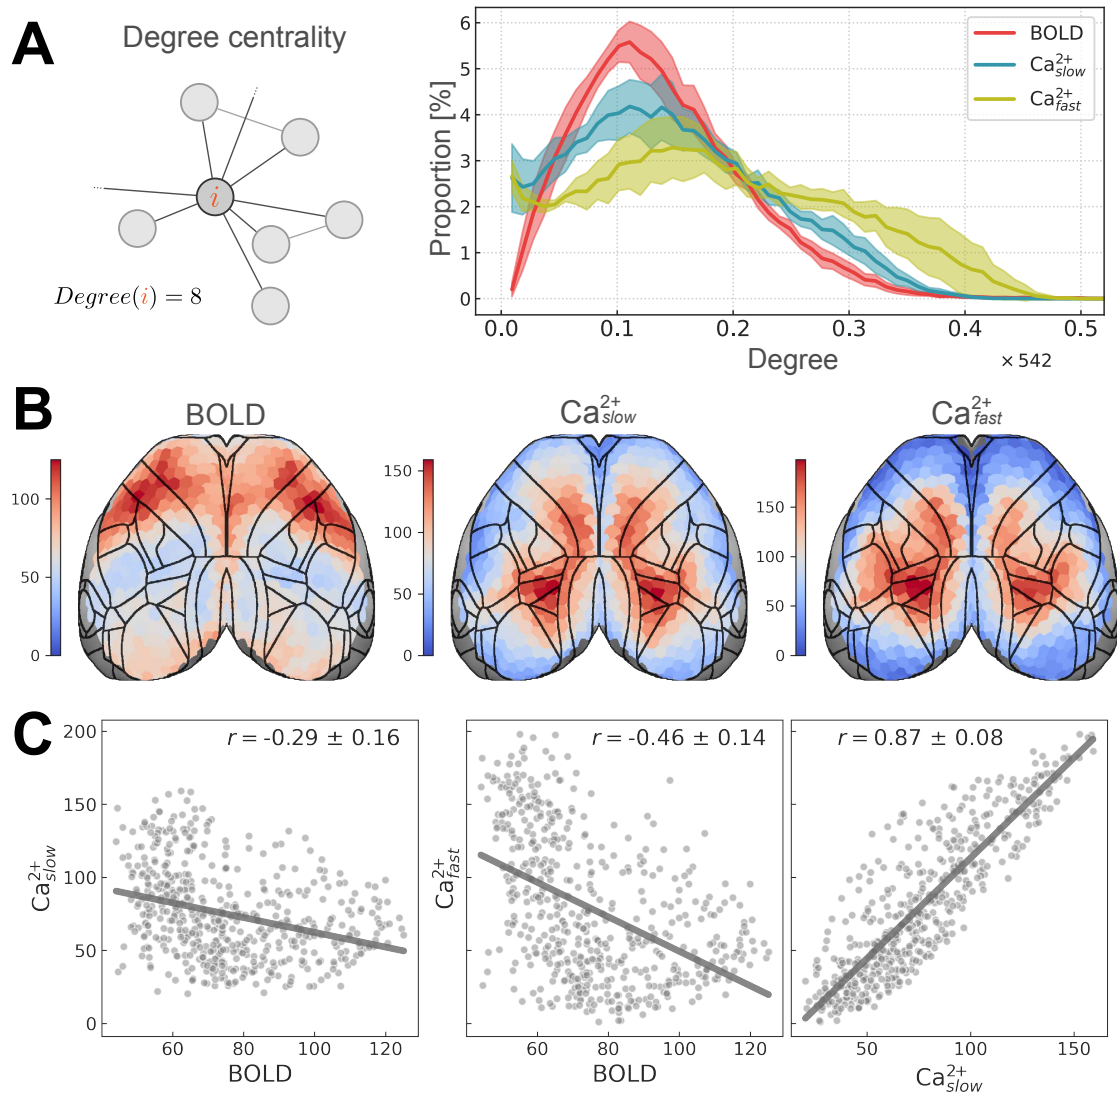 A
Degree centrality
i
Degree(i) = 8
Proportion [%]
6
5
4
3
2
1
0
BOLD
Ca²⁺slow
Ca²⁺fast
0.0 0.1 0.2 0.3 0.4 0.5
Degree
× 542
B
BOLD
Ca²⁺slow
Ca²⁺fast
100
50
0
150
100
50
0
150
100
50
0
C
Ca²⁺slow
200
150
100
50
0
r = -0.29 ± 0.16
60 80 100 120
BOLD
Ca²⁺fast
r = -0.46 ± 0.14
60 80 100 120
BOLD
r = 0.87 ± 0.08
50 100 150
Ca²⁺slow